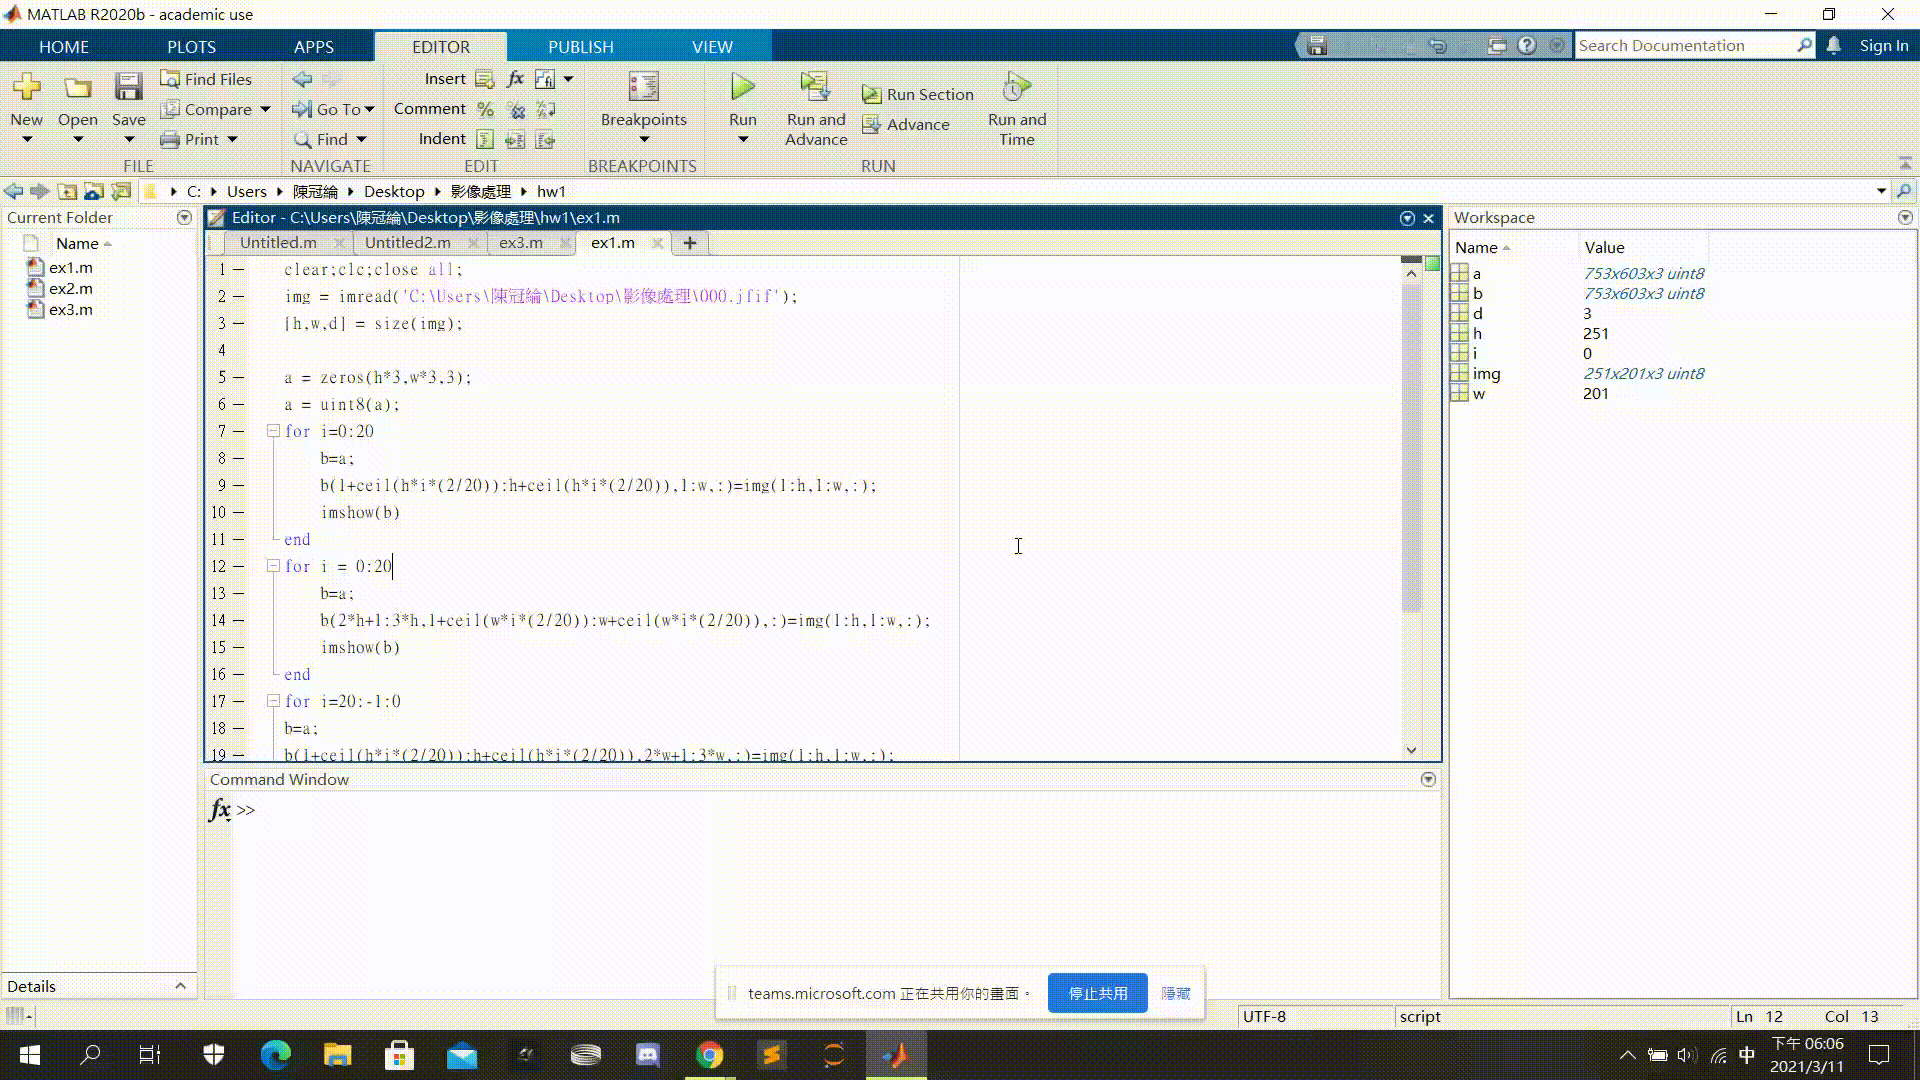 MATLAB R2020b - academic use
HOME PLOTS APPS EDITOR PUBLISH VIEW
Search Documentation
Sign In
New
Open
Save
Find Files
Compare
Print
FILE
Go To
Find
NAVIGATE
Insert
Comment
Indent
EDIT
Breakpoints
BREAKPOINTS
Run
Run and Advance
Run Section
Advance
Run and Time
RUN
C: Users 陳冠綸 Desktop 影像處理 hw1
Current Folder
Name
ex1.m
ex2.m
ex3.m
Details
Editor - C:\Users\陳冠綸\Desktop\影像處理\hw1\ex1.m
Untitled.m Untitled2.m ex3.m ex1.m
1 clear;clc;close all;
2 img = imread('C:\Users\陳冠綸\Desktop\影像處理\000.jfif');
3 [h,w,d] = size(img);
4
5 a = zeros(h*3,w*3,3);
6 a = uint8(a);
7 for i=0:20
8 b=a;
9 b(1+ceil(h*i*(2/20)):h+ceil(h*i*(2/20)),1:w,:)=img(1:h,1:w,:);
10 imshow(b)
11 end
12 for i = 0:20
13 b=a;
14 b(2*h+1:3*h,1+ceil(w*i*(2/20)):w+ceil(w*i*(2/20)),:)=img(1:h,1:w,:);
15 imshow(b)
16 end
17 for i=20:-1:0
18 b=a;
19 b(1+ceil(h*i*(2/20)):h+ceil(h*i*(2/20)),2*w+1:3*w,:)=img(1:h,1:w,:);
Command Window
fx >>
Workspace
Name Value
a 753x603x3 uint8
b 753x603x3 uint8
d 3
h 251
i 0
img 251x201x3 uint8
w 201
teams.microsoft.com 正在共用你的畫面。 停止共用 隱藏
UTF-8 script Ln 12 Col 13
中
下午 06:06
2021/3/11